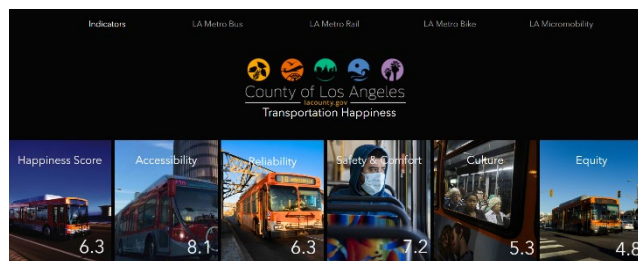 Indicators LA Metro Bus LA Metro Rail LA Metro Bike LA Micromobility
County of Los Angeles
lacounty.gov
Transportation Happiness
Happiness Score Accessibility Reliability Safety & Comfort Culture Equity
6.3 8.1 6.3 7.2 5.3 4.8